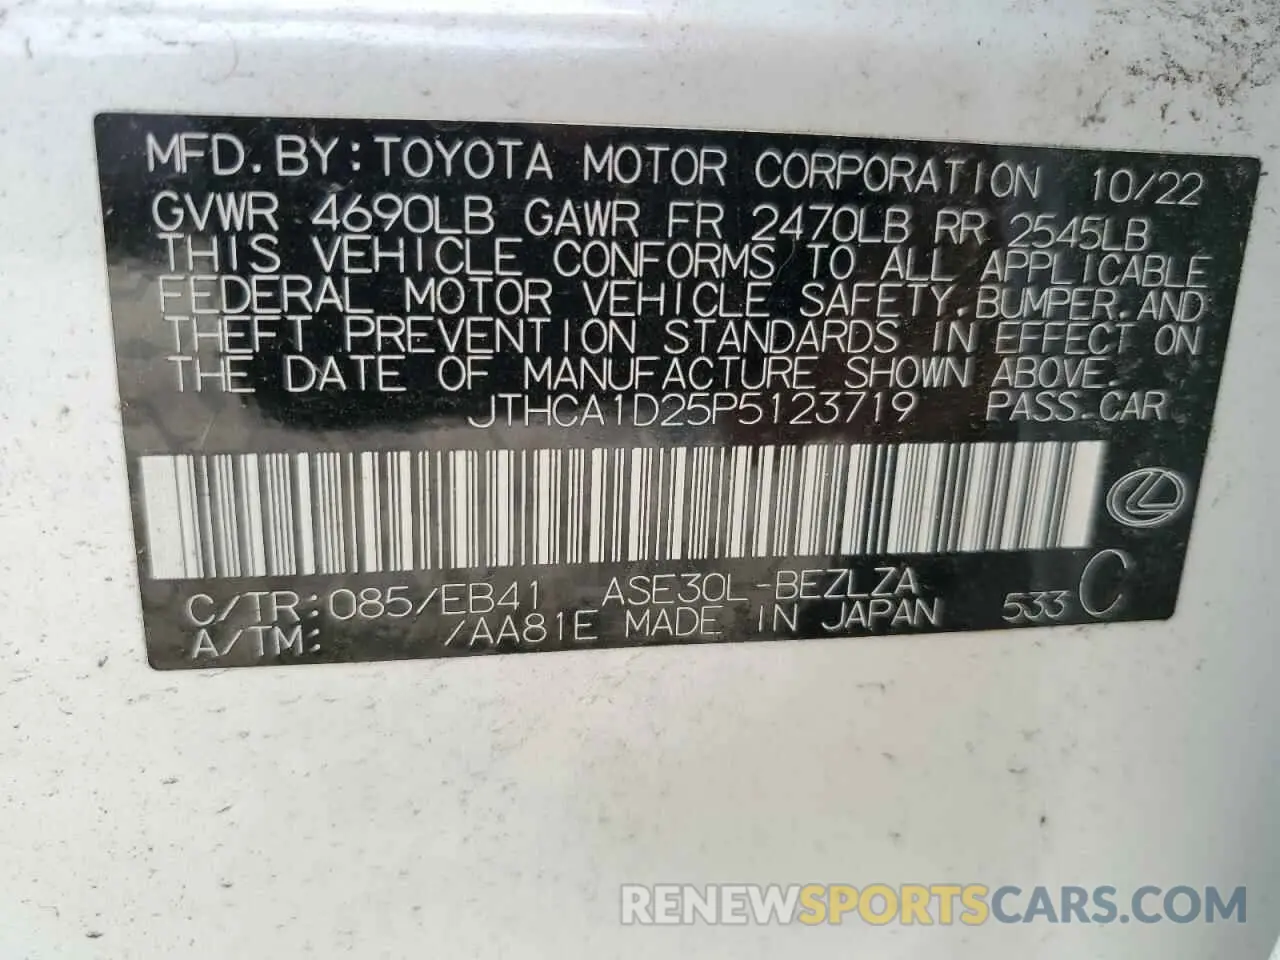 MFD.BY:TOYOTA MOTOR CORPORATION 10/22
GVWR 4690LB GAWR FR 2470LB RR 2545LB
THIS VEHICLE CONFORMS TO ALL APPLICABLE
FEDERAL MOTOR VEHICLE SAFETY,BUMPER,AND
THEFT PREVENTION STANDARDS IN EFFECT ON
THE DATE OF MANUFACTURE SHOWN ABOVE.
JTHCA1D25P5123719 PASS.CAR
C/TR:085/EB41 ASE30L-BEZLZA
A/TM: /AA81E MADE IN JAPAN 533 C
RENEWSPORTSCARS.COM